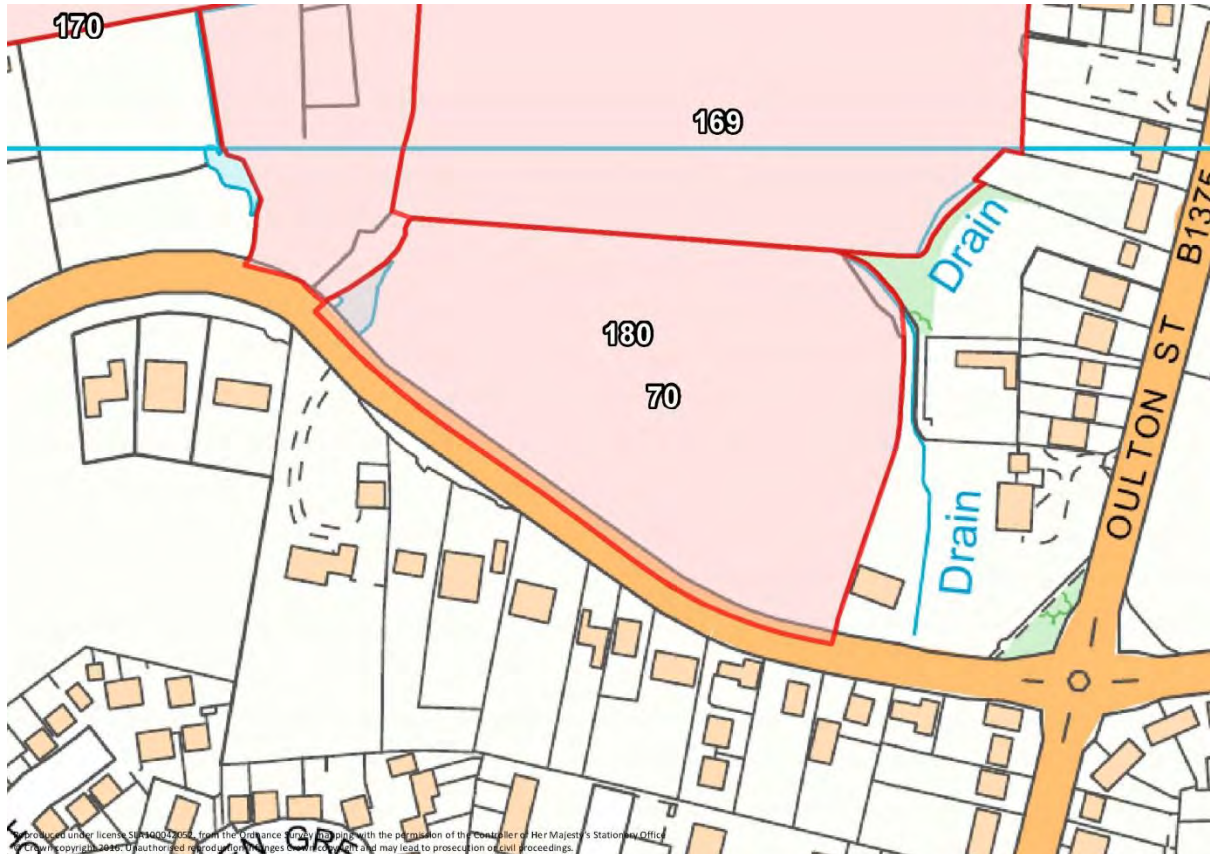 170
169
Drain
B1375
180
70
OULTON ST
Drain
Reproduced under license SLA100042052, from the Ordnance Survey mapping with the permission of the Controller of Her Majesty's Stationery Office
© Crown copyright 2016. Unauthorised reproduction infringes Crown copyright and may lead to prosecution or civil proceedings.